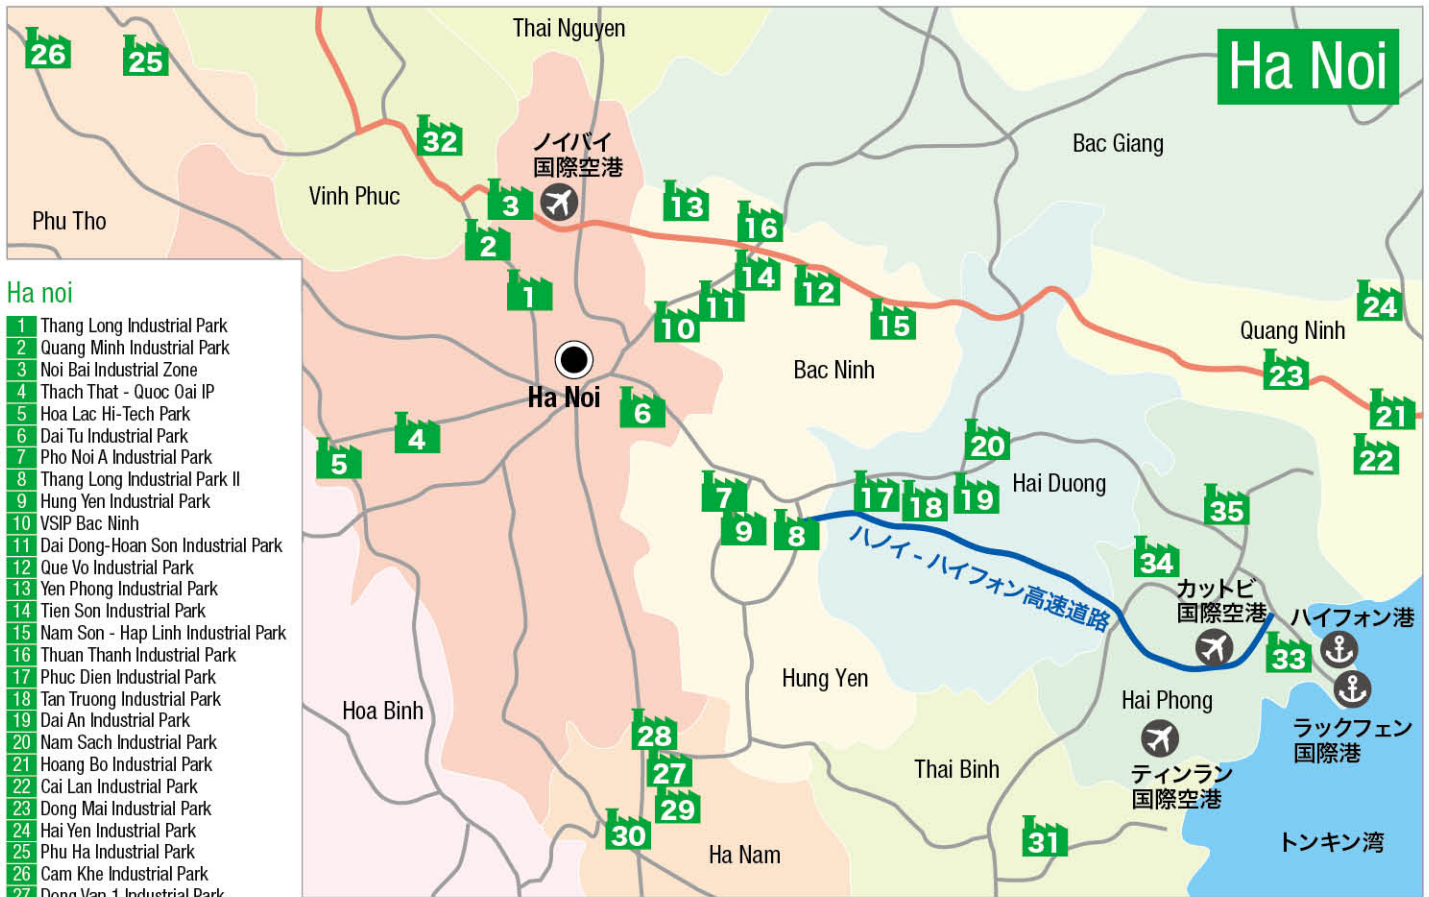 Ha Noi
Thai Nguyen
26
25
32
ノイバイ
国際空港
Bac Giang
Vinh Phuc
3
13
16
Phu Tho
2
14
12
1
11
10
15
24
Quang Ninh
23
Bac Ninh
Ha Noi
6
21
4
5
20
22
Hai Duong
7
17
18
19
35
9
8
ハノイ - ハイフォン高速道路
34
カットビ
国際空港
ハイフォン港
33
Hung Yen
Hai Phong
Hoa Binh
28
ラックフェン
国際港
27
Thai Binh
ティンラン
国際空港
29
30
31
トンキン湾
Ha Nam
Ha noi
1 Thang Long Industrial Park
2 Quang Minh Industrial Park
3 Noi Bai Industrial Zone
4 Thach That - Quoc Oai IP
5 Hoa Lac Hi-Tech Park
6 Dai Tu Industrial Park
7 Pho Noi A Industrial Park
8 Thang Long Industrial Park II
9 Hung Yen Industrial Park
10 VSIP Bac Ninh
11 Dai Dong-Hoan Son Industrial Park
12 Que Vo Industrial Park
13 Yen Phong Industrial Park
14 Tien Son Industrial Park
15 Nam Son - Hap Linh Industrial Park
16 Thuan Thanh Industrial Park
17 Phuc Dien Industrial Park
18 Tan Truong Industrial Park
19 Dai An Industrial Park
20 Nam Sach Industrial Park
21 Hoang Bo Industrial Park
22 Cai Lan Industrial Park
23 Dong Mai Industrial Park
24 Hai Yen Industrial Park
25 Phu Ha Industrial Park
26 Cam Khe Industrial Park
27 Dong Van 1 Industrial Park